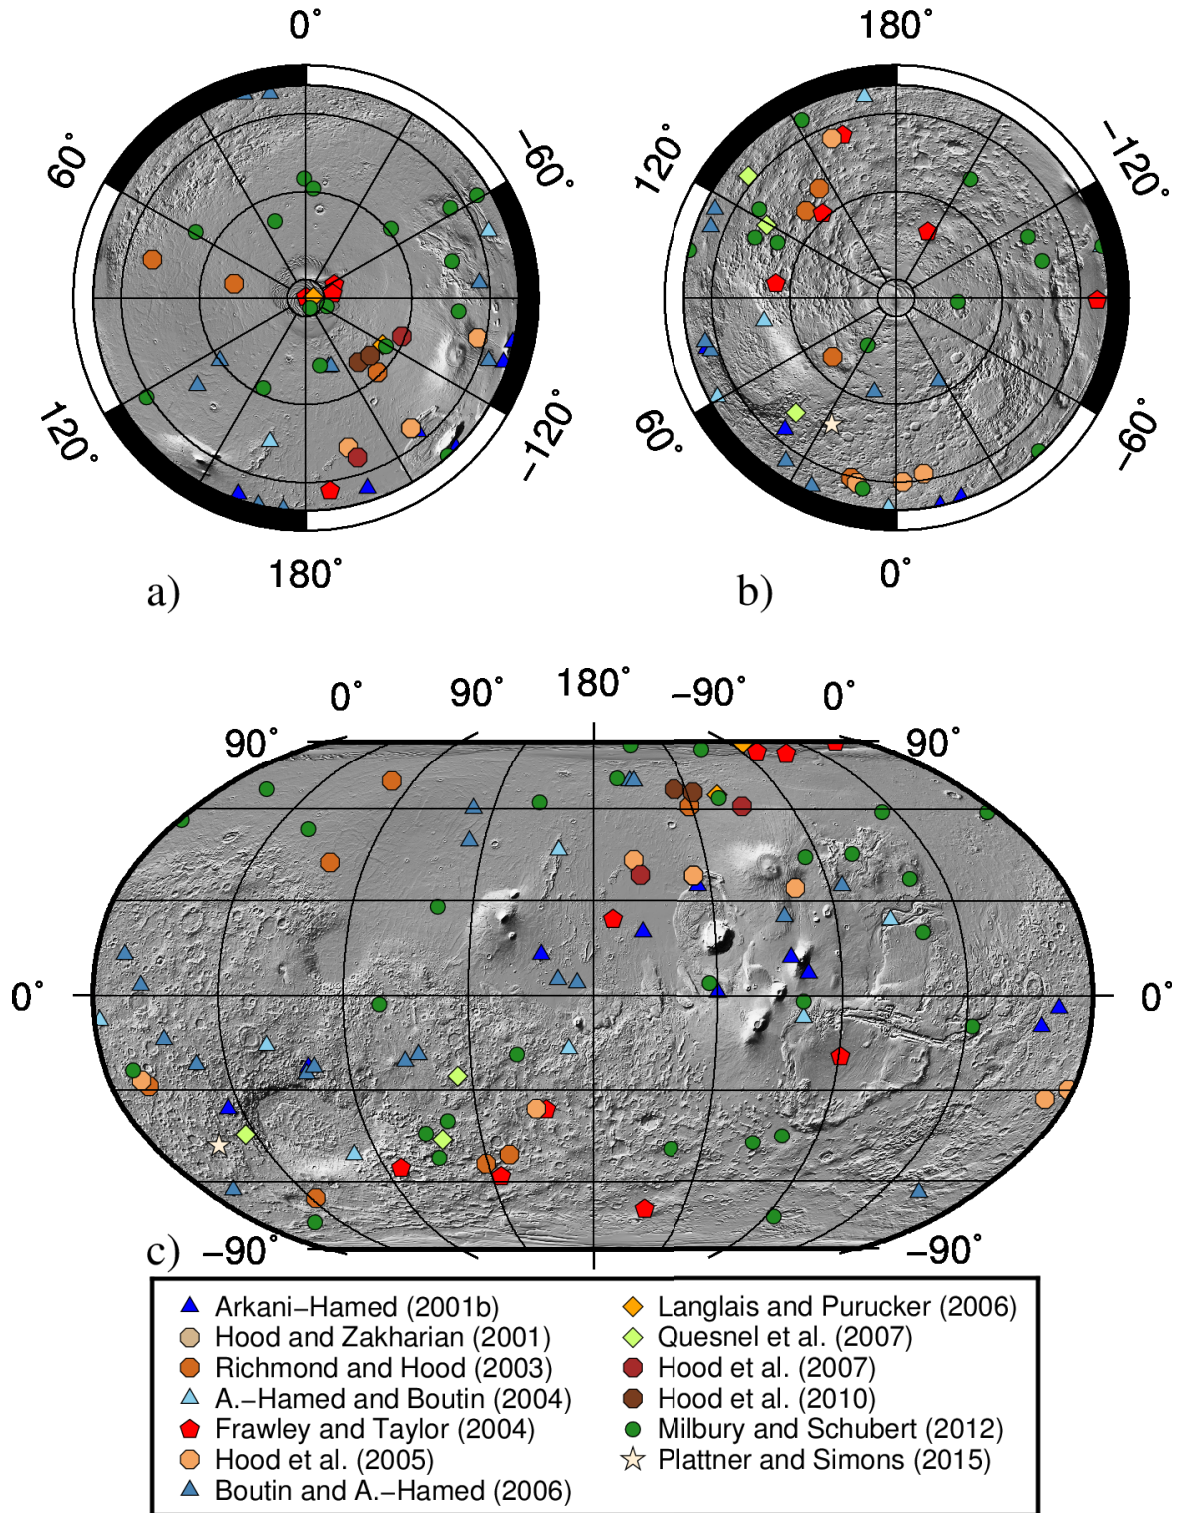 0° 180°
60° −60° 120° −120°
120° −120° 60° −60°
180° 0°
a) b)
0° 90° 180° −90° 0°
90° 90°
0° 0°
c) −90° −90°
Arkani−Hamed (2001b)
Hood and Zakharian (2001)
Richmond and Hood (2003)
A.−Hamed and Boutin (2004)
Frawley and Taylor (2004)
Hood et al. (2005)
Boutin and A.−Hamed (2006)
Langlais and Purucker (2006)
Quesnel et al. (2007)
Hood et al. (2007)
Hood et al. (2010)
Milbury and Schubert (2012)
Plattner and Simons (2015)